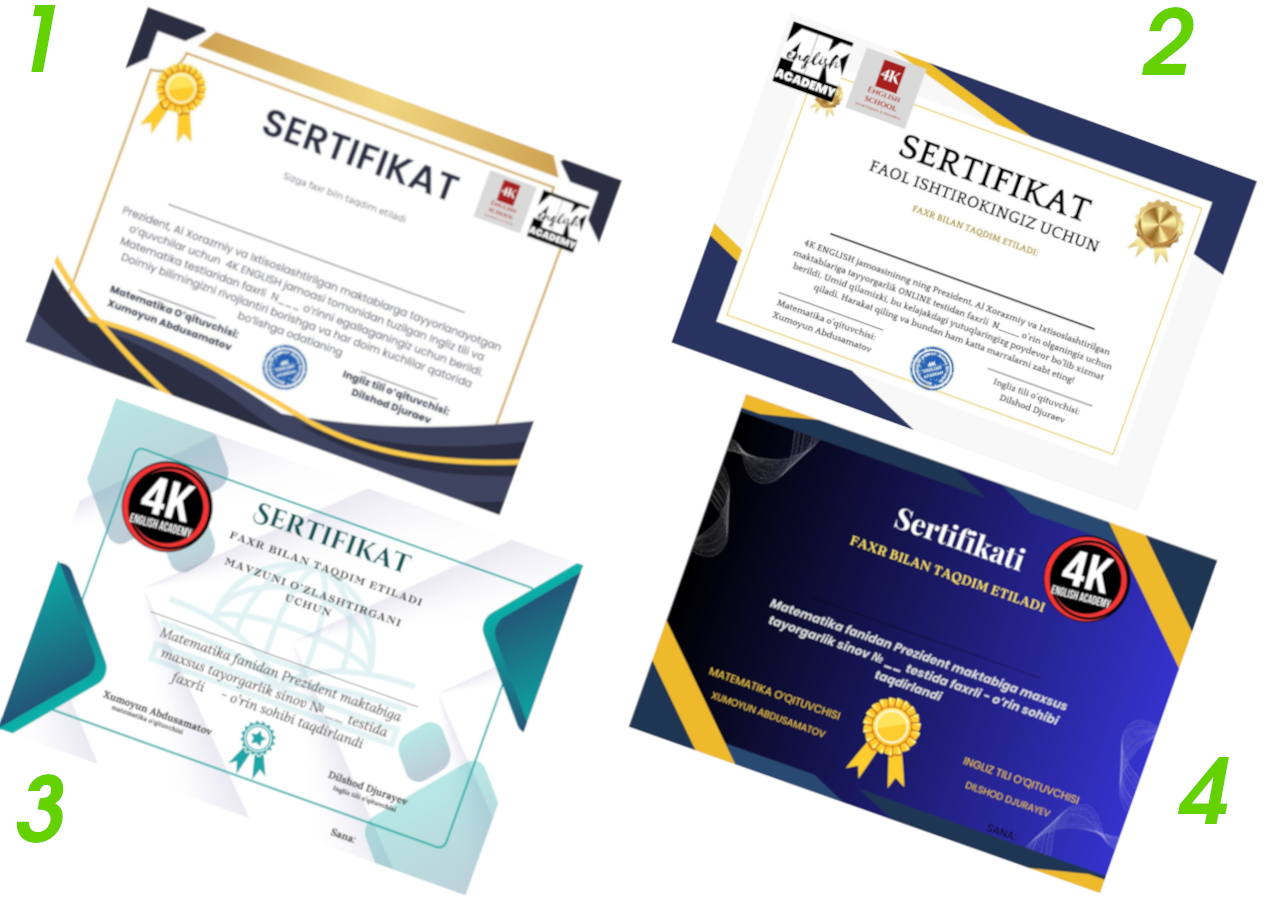 1
SERTIFIKAT
Sizga faxr biln taqdim etiladi
4K
ENGLISH
SCHOOL
4K
english
ACADEMY
Prezident, Al Xorazmiy va Ixtisoslashtirilgan maktablarga tayyorlanayotgan
o'quvchilar uchun 4K ENGLISH jamoasi tomonidan tuzilgan ingliz tili va
Matematika testlaridan faxrli N___ o'rinni egallaganingiz uchun berildi.
Doimiy bilimingizni rivojlantiri borishga va har doim kuchlilar qatorida
bo'lishga odatlaning
Matematika O'qituvchisi:
Xumoyun Abdusamatov
Ingliz tili o'qituvchisi:
Dilshod Djuraev
2
4K
english
ACADEMY
4K
ENGLISH
SCHOOL
SERTIFIKAT
FAOL ISHTIROKINGIZ UCHUN
FAXR BILAN TAQDIM ETILADI:
4K ENGLISH jamoasininng ning Prezident, Al Xorazmiy va Ixtisoslashtirilgan
maktablariga tayyorgarlik ONLINE testidan faxrli N____ o'rin olganingiz uchun
berildi. Umid qilamizki, bu kelajakdagi yutuqlaringizg poydevor bo'lib xizmat
qiladi. Harakat qiling va bundan ham katta marralarni zabt eting!
Matematika o'qituvchisi:
Xumoyun Abdusamatov
Ingliz tili o'qituvchisi:
Dilshod Djuraev
3
4K
ENGLISH ACADEMY
SERTIFIKAT
FAXR BILAN TAQDIM ETILADI
MAVZUNI O'ZLASHTIRGANI
UCHUN
Matematika fanidan Prezident maktabiga
maxsus tayorgarlik sinov №__ testida
faxrli - o'rin sohibi taqdirlandi
Xumoyun Abdusamatov
matematika o'qituvchisi
Dilshod Djurayev
Ingliz tili o'qituvchisi
Sana:
4
Sertifikati
FAXR BILAN TAQDIM ETILADI
4K
ENGLISH ACADEMY
Matematika fanidan Prezident maktabiga maxsus
tayorgarlik sinov №__ testida faxrli - o'rin sohibi
taqdirlandi
MATEMATIKA O'QITUVCHISI
XUMOYUN ABDUSAMATOV
INGLIZ TILI O'QITUVCHISI
DILSHOD DJURAYEV
SANA: